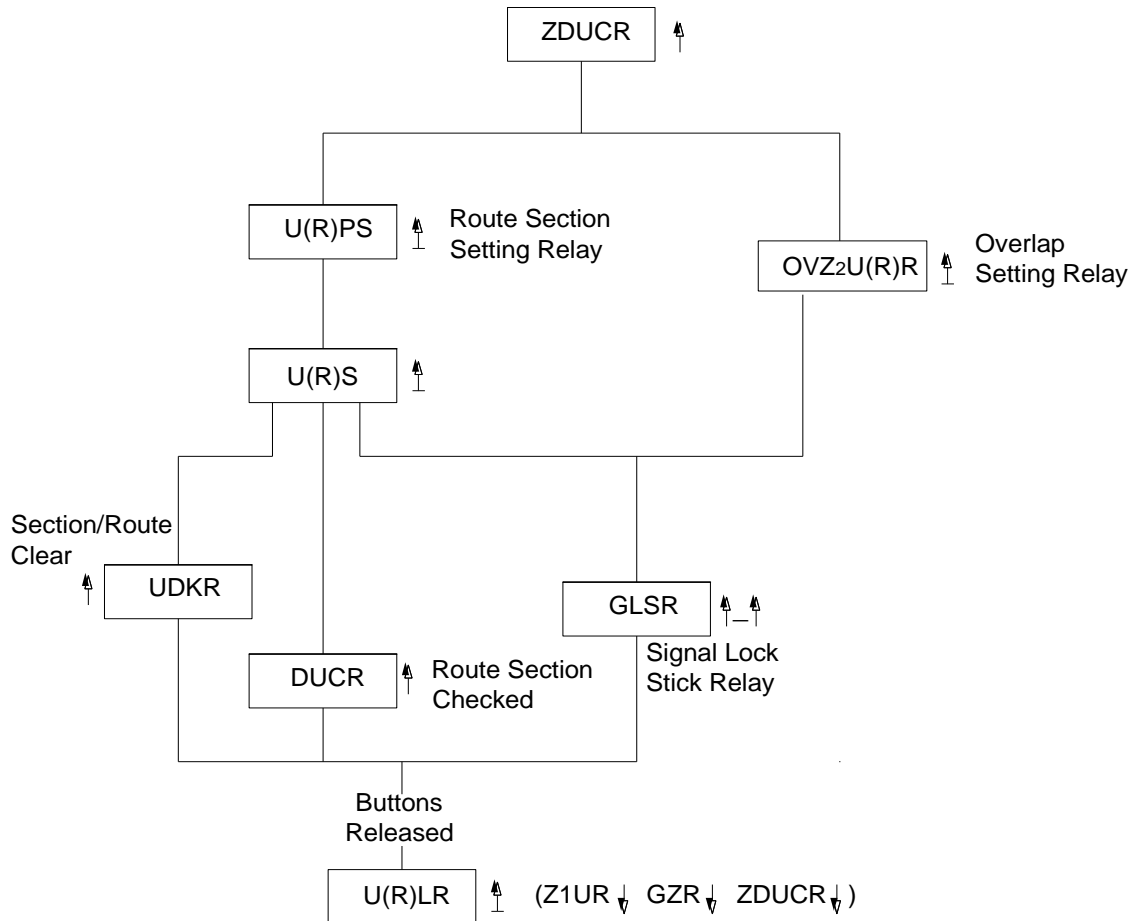 ZDUCR
U(R)PS
Route Section
Setting Relay
OVZ2U(R)R
Overlap
Setting Relay
U(R)S
Section/Route
Clear
UDKR
GLSR
Signal Lock
Stick Relay
DUCR
Route Section
Checked
Buttons
Released
U(R)LR
(Z1UR GZR ZDUCR )